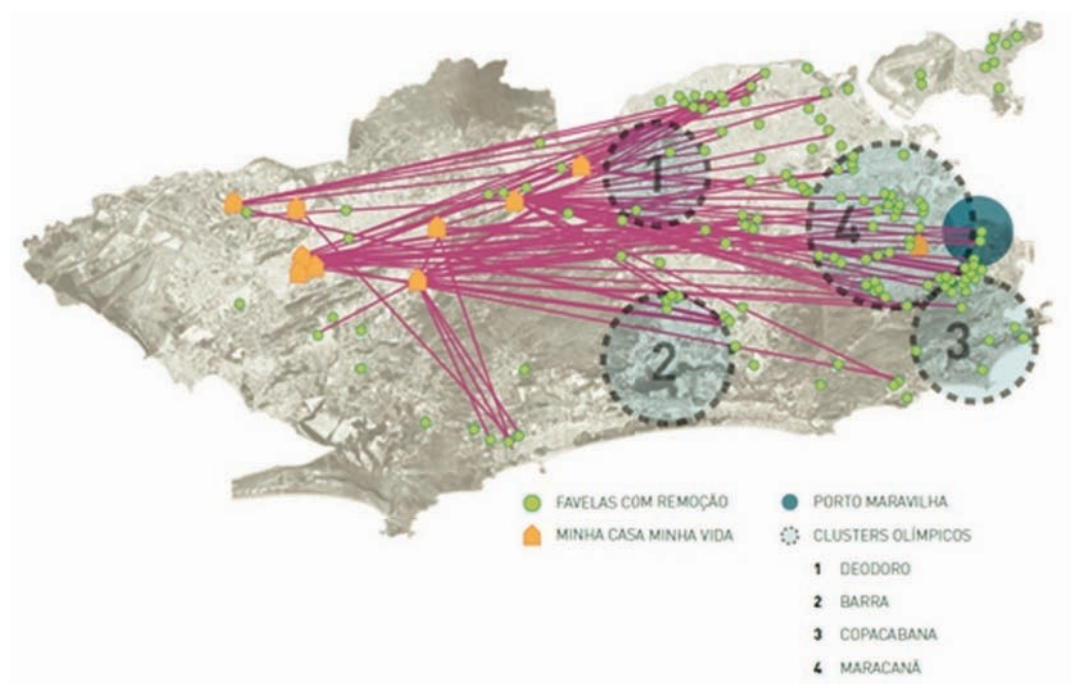 1
4
2
3
FAVELAS COM REMOÇÃO
MINHA CASA MINHA VIDA
PORTO MARAVILHA
CLUSTERS OLÍMPICOS
1 DEODORO
2 BARRA
3 COPACABANA
4 MARACANÃ